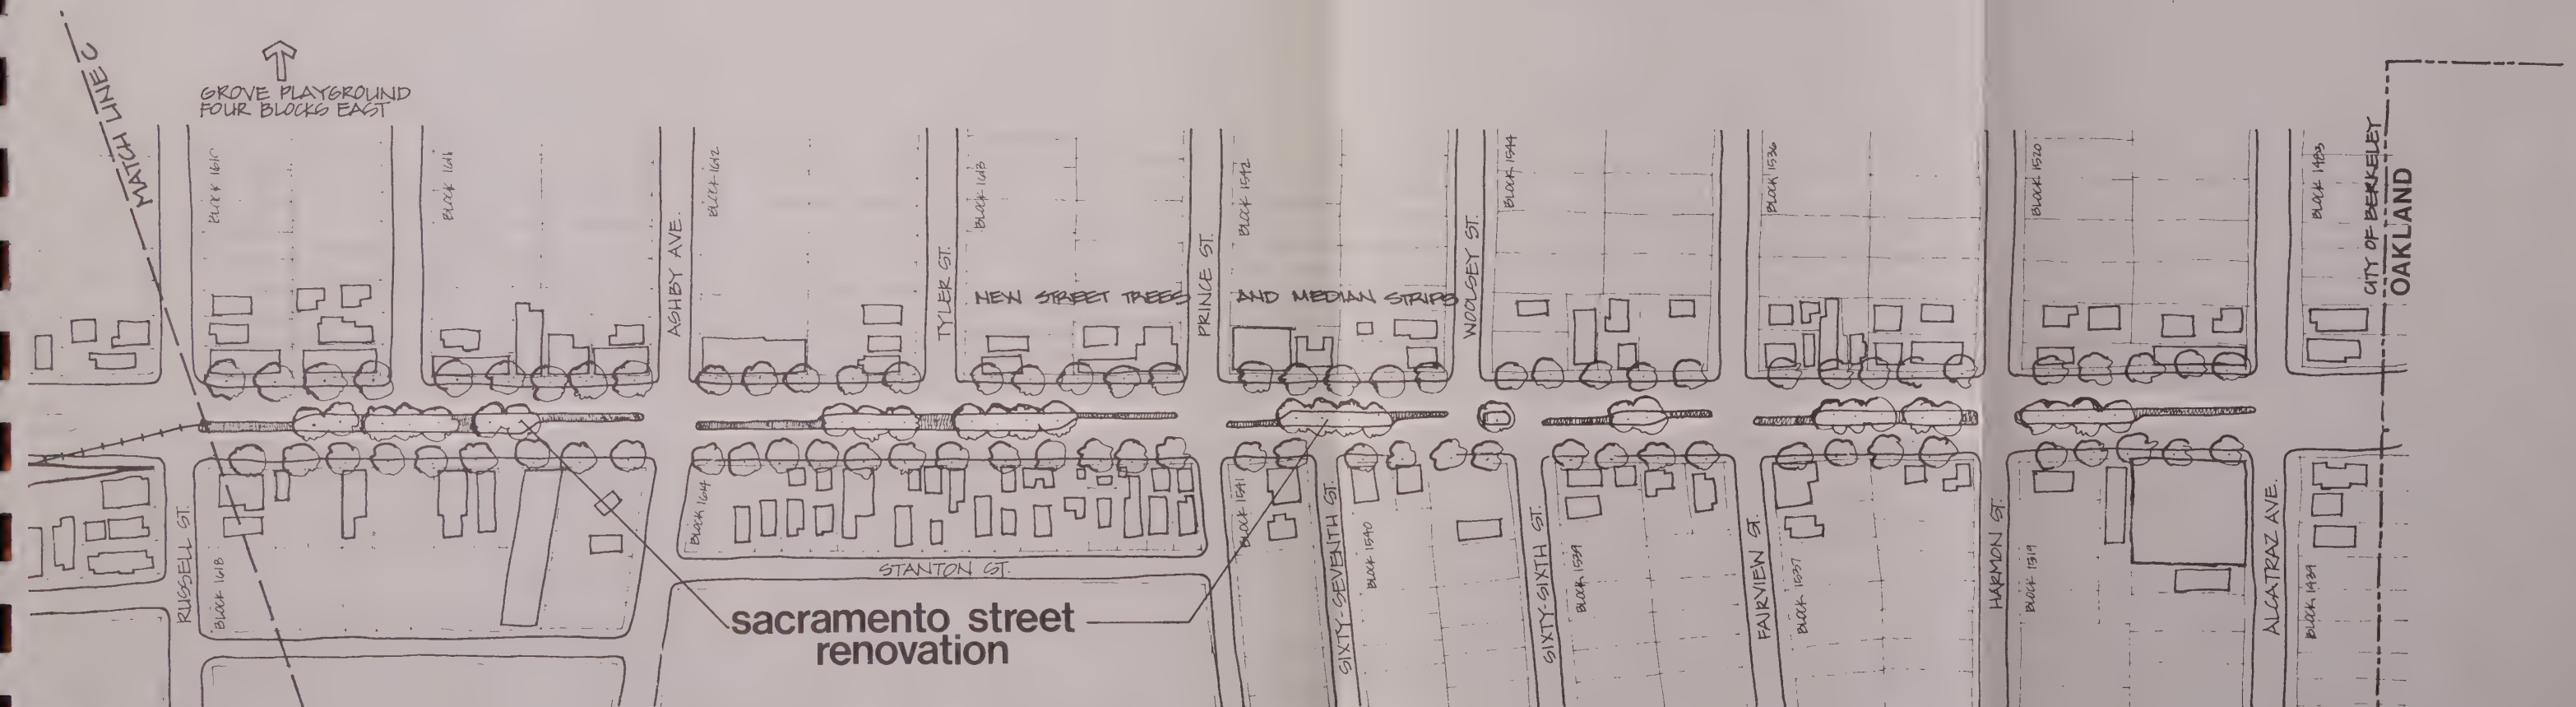 MATCH LINE C
GROVE PLAYGROUND
FOUR BLOCKS EAST
BLOCK 1611
BLOCK 1612
BLOCK 1613
BLOCK 1542
BLOCK 1544
BLOCK 1536
BLOCK 1520
BLOCK 1483
CITY OF BERKELEY
OAKLAND
ASHBY AVE.
TYLER ST.
PRINCE ST.
WOOLSEY ST.
NEW STREET TREES AND MEDIAN STRIPS
RUSSELL ST.
BLOCK 1618
BLOCK 1614
STANTON ST.
BLOCK 1541
SIXTY-SEVENTH ST.
BLOCK 1540
SIXTY-SIXTH ST.
BLOCK 1539
FAIRVIEW ST.
BLOCK 1537
HARMON ST.
BLOCK 1519
ALCATRAZ AVE.
BLOCK
sacramento street
renovation